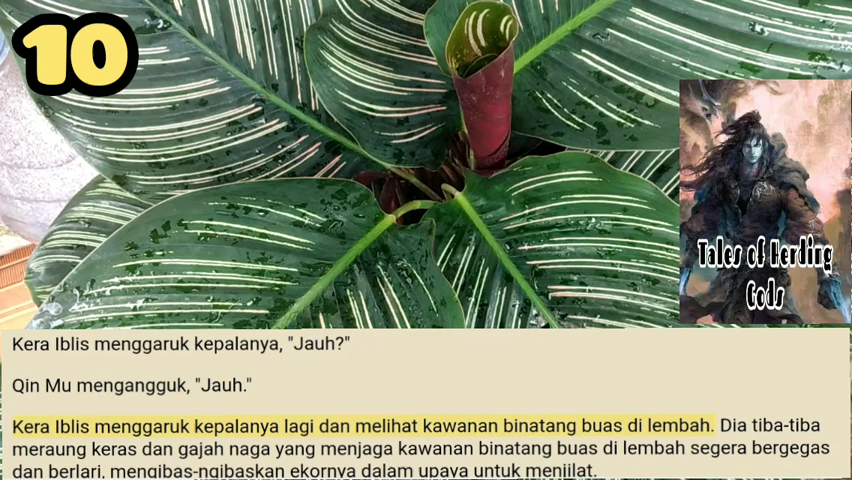 10
Tales of Herding
Gods
Kera Iblis menggaruk kepalanya, "Jauh?"
Qin Mu mengangguk, "Jauh."
Kera Iblis menggaruk kepalanya lagi dan melihat kawanan binatang buas di lembah. Dia tiba-tiba
meraung keras dan gajah naga yang menjaga kawanan binatang buas di lembah segera bergegas
dan berlari, mengibas-ngibaskan ekornya dalam upaya untuk menjilat.